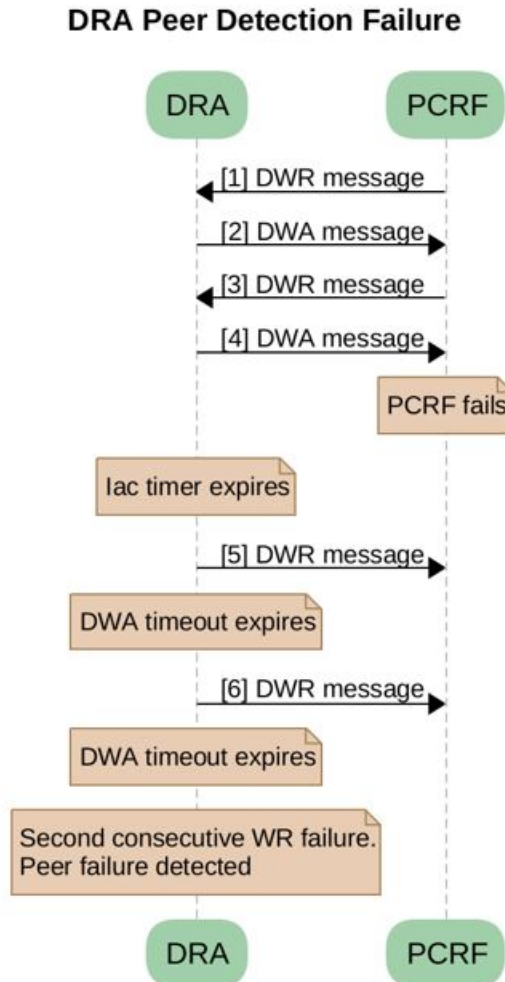 DRA Peer Detection Failure
DRA
PCRF
[1] DWR message
[2] DWA message
[3] DWR message
[4] DWA message
PCRF fails
Iac timer expires
[5] DWR message
DWA timeout expires
[6] DWR message
DWA timeout expires
Second consecutive WR failure.
Peer failure detected
DRA
PCRF